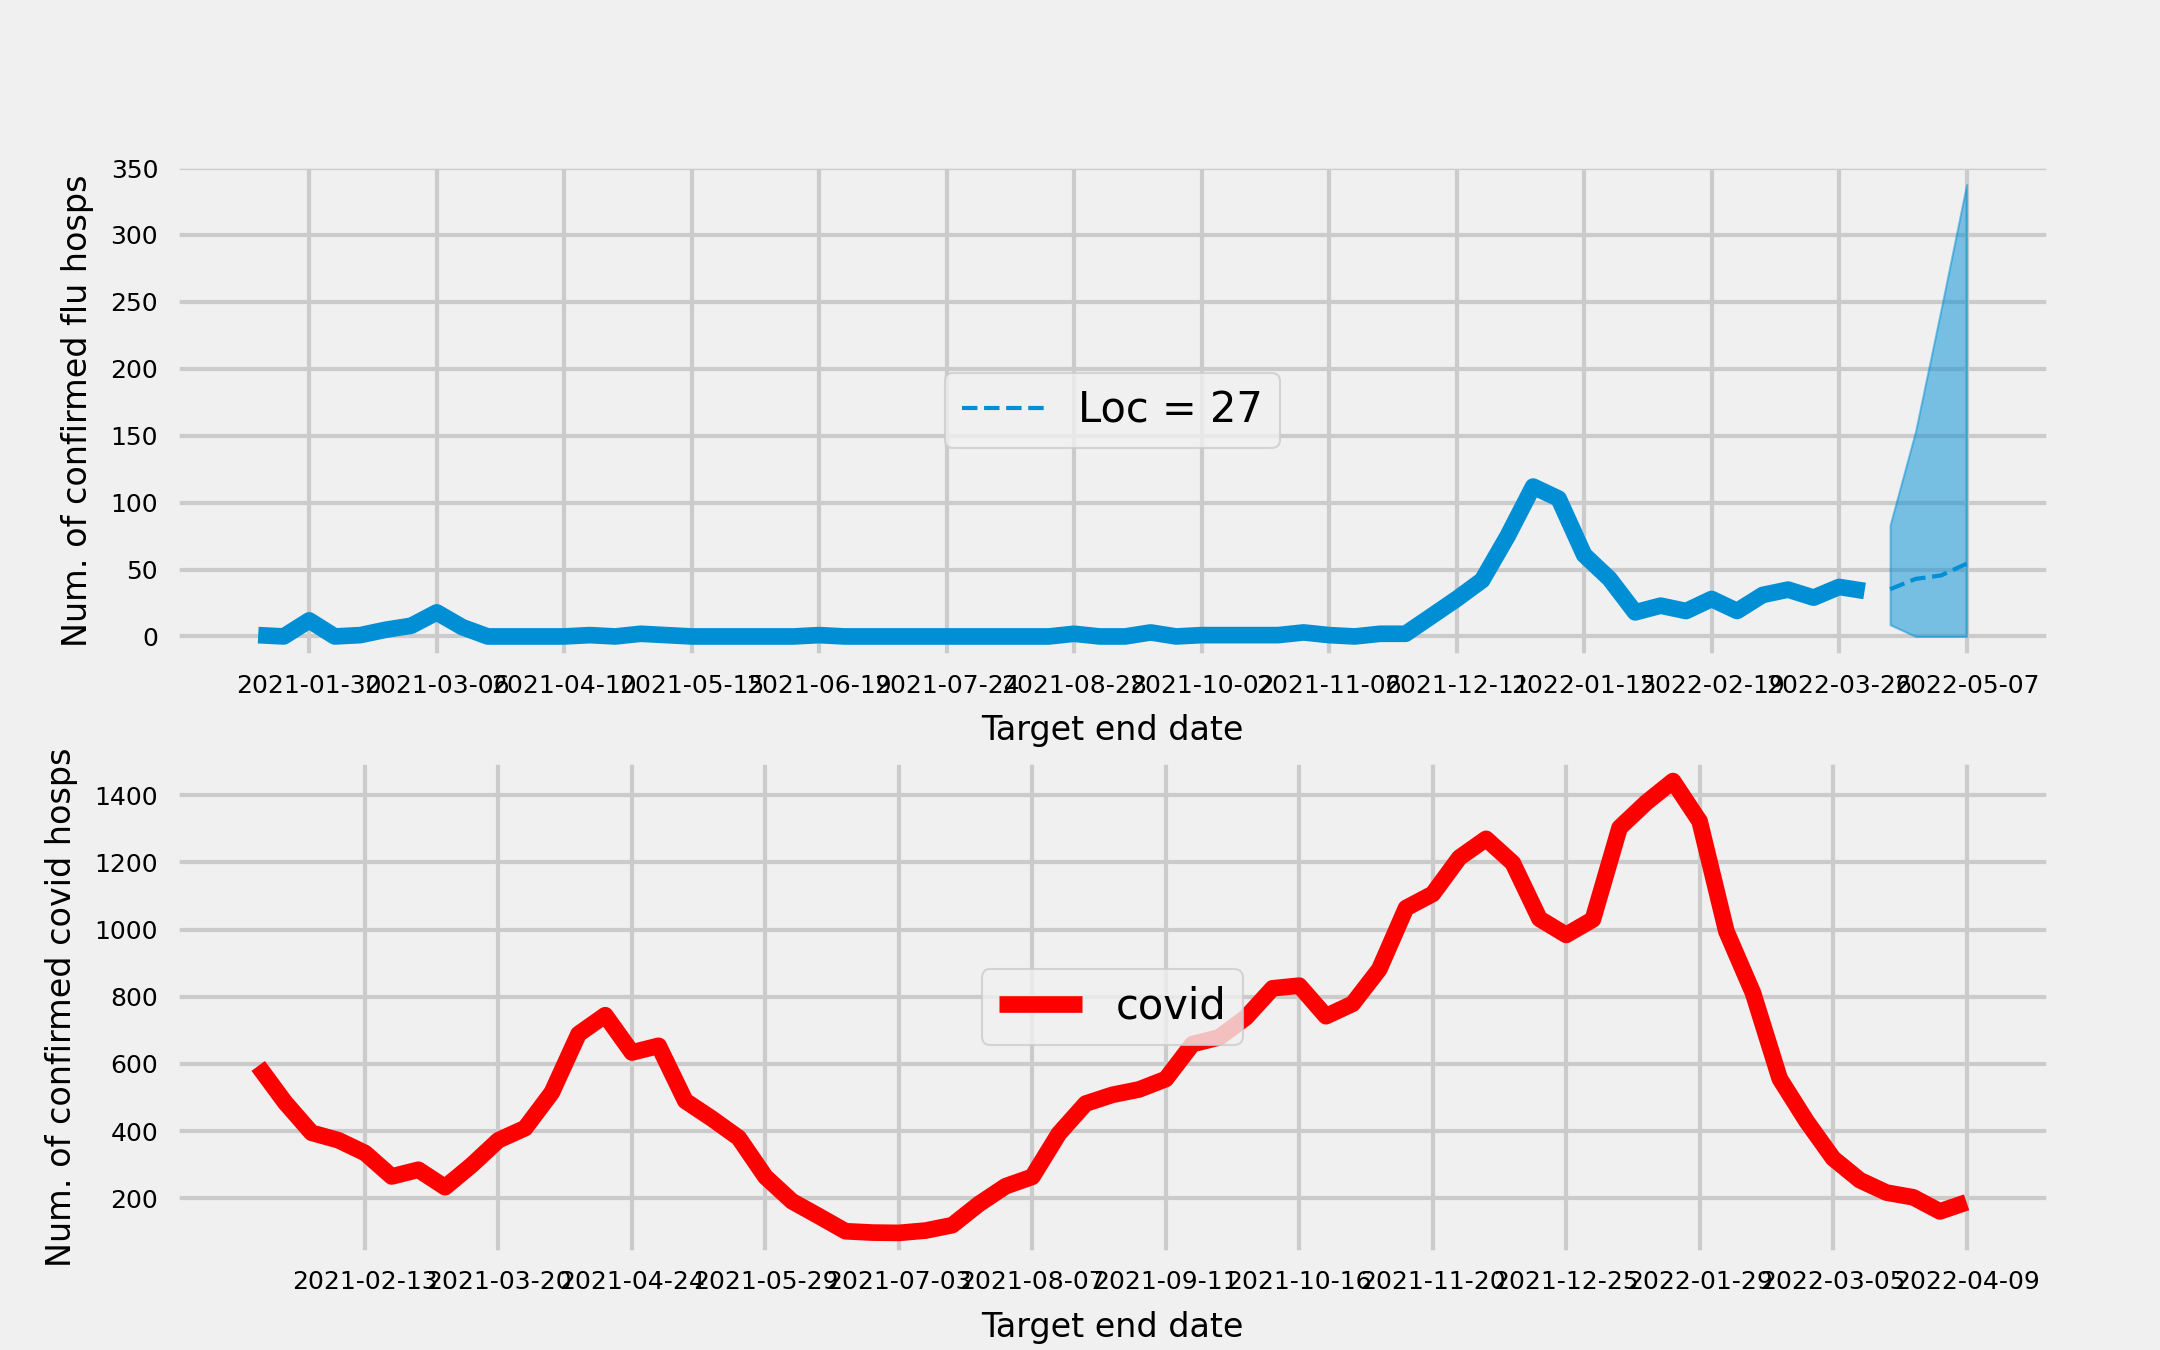 Num. of confirmed flu hosps
350
300
250
200
150
100
50
0
Loc = 27
2021-01-30 2021-03-06 2021-04-10 2021-05-15 2021-06-19 2021-07-24 2021-08-28 2021-10-02 2021-11-06 2021-12-11 2022-01-15 2022-02-19 2022-03-26 2022-05-07
Target end date
Num. of confirmed covid hosps
1400
1200
1000
800
600
400
200
covid
2021-02-13 2021-03-20 2021-04-24 2021-05-29 2021-07-03 2021-08-07 2021-09-11 2021-10-16 2021-11-20 2021-12-25 2022-01-29 2022-03-05 2022-04-09
Target end date